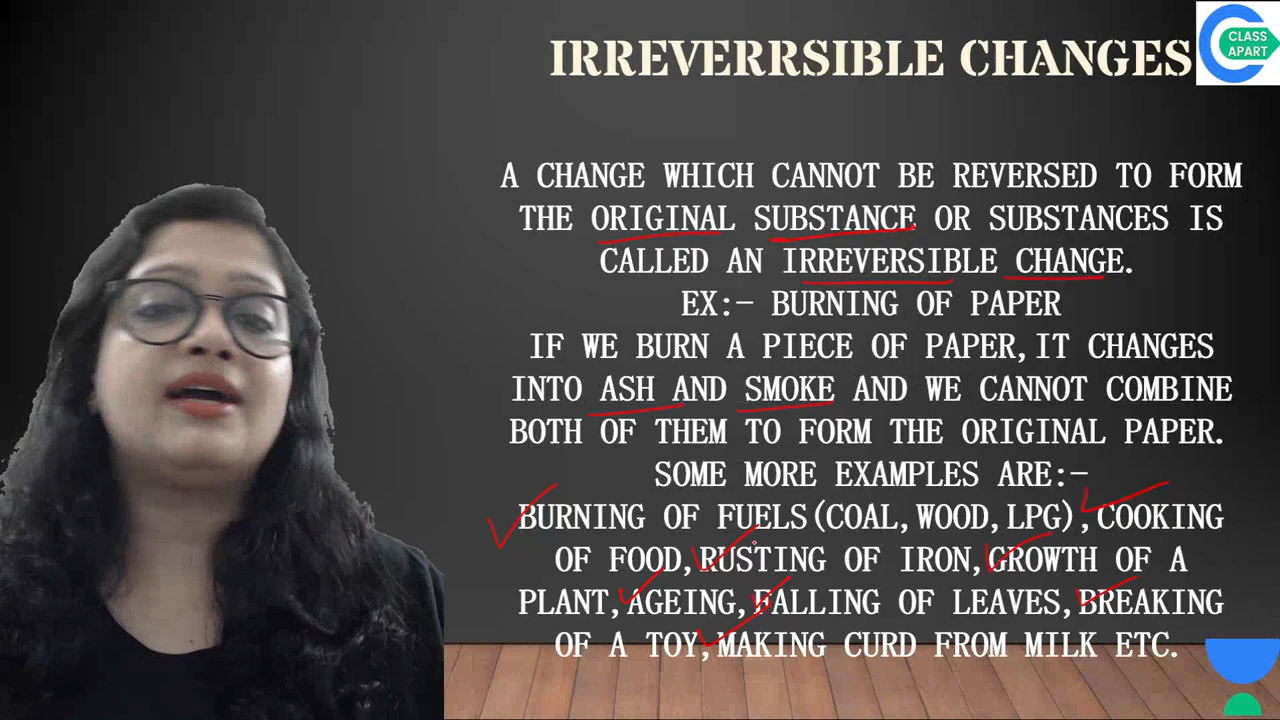 IRREVERRSIBLE CHANGES
CLASS
APART
A CHANGE WHICH CANNOT BE REVERSED TO FORM
THE ORIGINAL SUBSTANCE OR SUBSTANCES IS
CALLED AN IRREVERSIBLE CHANGE.
EX:- BURNING OF PAPER
IF WE BURN A PIECE OF PAPER,IT CHANGES
INTO ASH AND SMOKE AND WE CANNOT COMBINE
BOTH OF THEM TO FORM THE ORIGINAL PAPER.
SOME MORE EXAMPLES ARE:-
BURNING OF FUELS(COAL,WOOD,LPG),COOKING
OF FOOD,RUSTING OF IRON,GROWTH OF A
PLANT,AGEING,FALLING OF LEAVES,BREAKING
OF A TOY,MAKING CURD FROM MILK ETC.